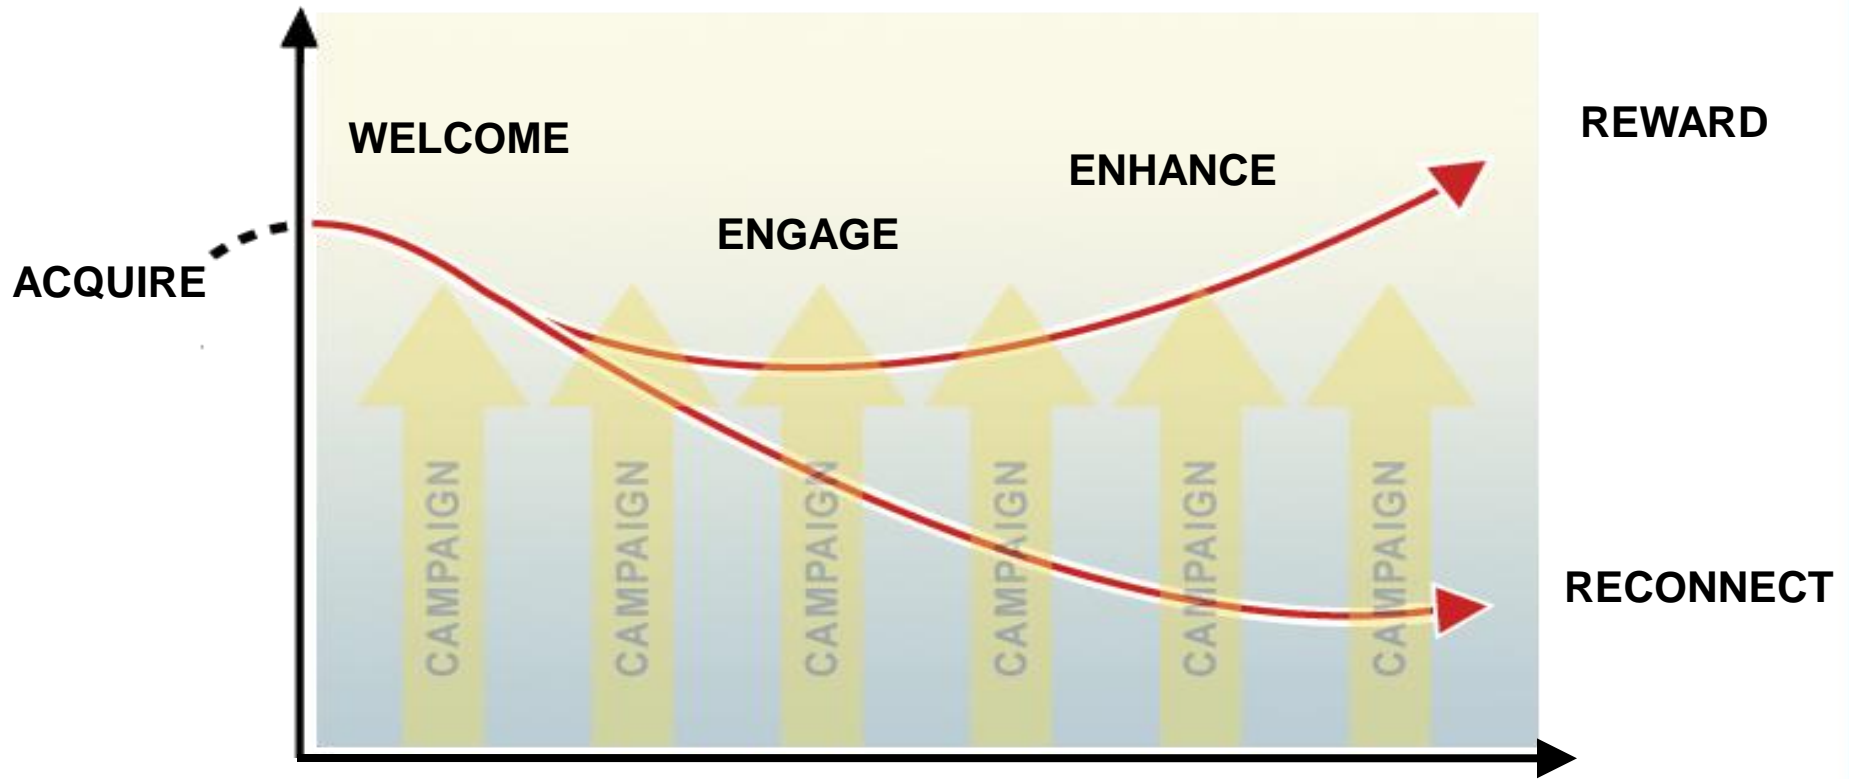 WELCOME
REWARD
ENHANCE
ENGAGE
ACQUIRE
CAMPAIGN
CAMPAIGN
CAMPAIGN
CAMPAIGN
CAMPAIGN
CAMPAIGN
RECONNECT